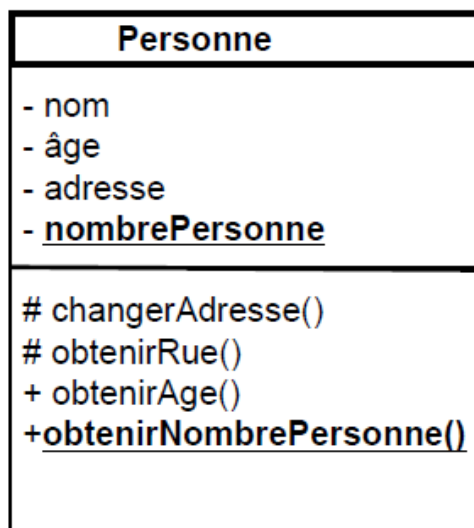 Personne
- nom
- âge
- adresse
- nombrePersonne
# changerAdresse()
# obtenirRue()
+ obtenirAge()
+obtenirNombrePersonne()